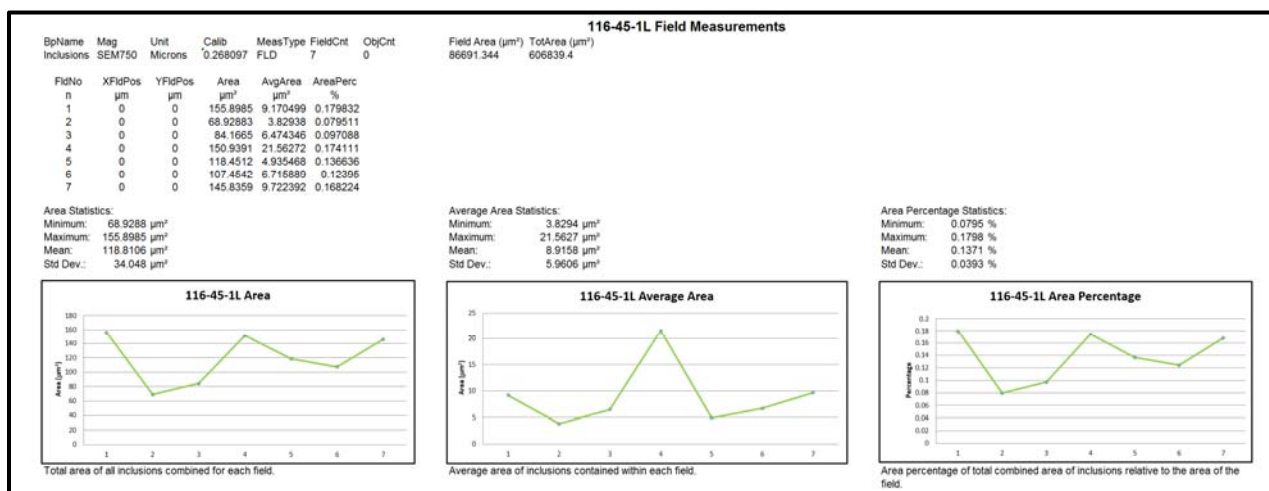 116-45-1L Field Measurements
BpName Mag Unit Calib MeasType FieldCnt ObjCnt Field Area (µm²) TotArea (µm²)
Inclusions SEM750 Microns 0.268097 FLD 7 0 86691.344 606839.4
FldNo XFldPos YFldPos Area AvgArea AreaPerc
n µm µm µm² µm² %
1 0 0 155.8985 9.170499 0.179832
2 0 0 68.92883 3.82938 0.079511
3 0 0 84.1665 6.474346 0.097088
4 0 0 150.9391 21.56272 0.174111
5 0 0 118.4512 4.935468 0.136636
6 0 0 107.4542 6.715889 0.12395
7 0 0 145.8359 9.722392 0.168224
Area Statistics:
Minimum: 68.9288 µm²
Maximum: 155.8985 µm²
Mean: 118.8106 µm²
Std Dev.: 34.048 µm²
Average Area Statistics:
Minimum: 3.8294 µm²
Maximum: 21.5627 µm²
Mean: 8.9158 µm²
Std Dev.: 5.9606 µm²
Area Percentage Statistics:
Minimum: 0.0795 %
Maximum: 0.1798 %
Mean: 0.1371 %
Std Dev.: 0.0393 %
116-45-1L Area
Area (µm²)
180
160
140
120
100
80
60
40
20
0
1 2 3 4 5 6 7
Total area of all inclusions combined for each field.
116-45-1L Average Area
Area (µm²)
25
20
15
10
5
0
1 2 3 4 5 6 7
Average area of inclusions contained within each field.
116-45-1L Area Percentage
Percentage
0.2
0.18
0.16
0.14
0.12
0.1
0.08
0.06
0.04
0.02
0
1 2 3 4 5 6 7
Area percentage of total combined area of inclusions relative to the area of the
field.